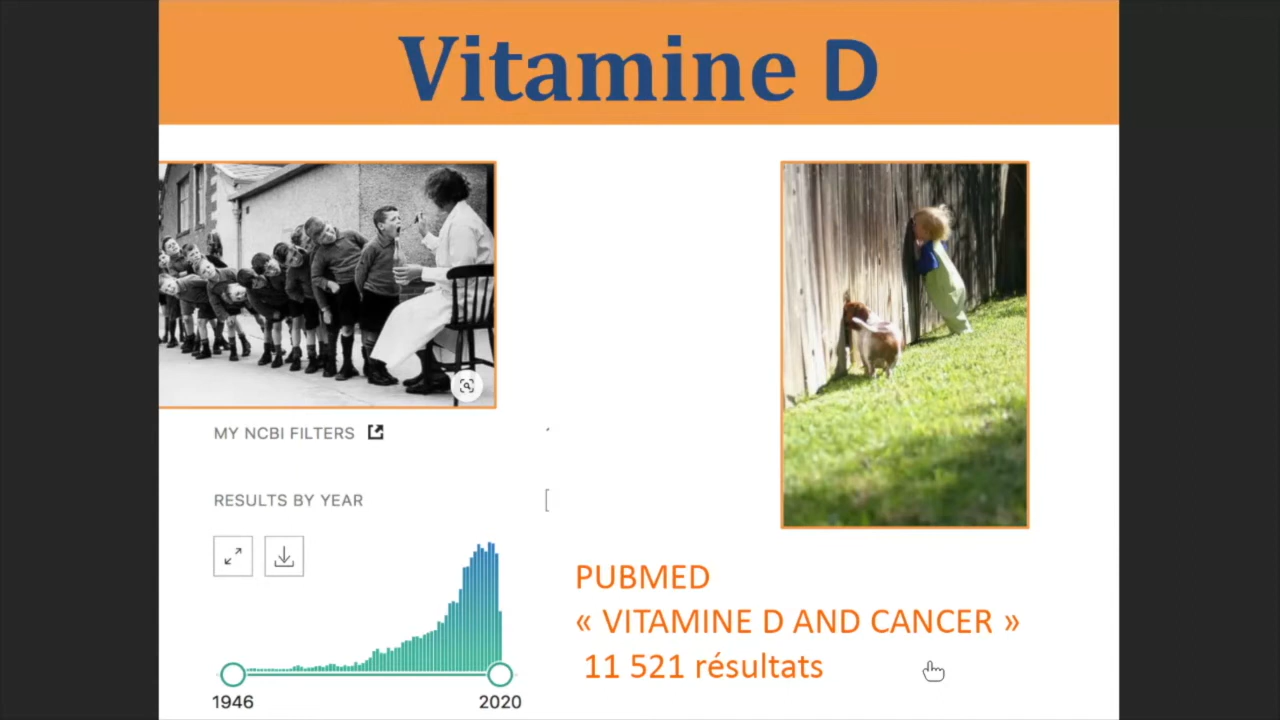 Vitamine D
MY NCBI FILTERS
RESULTS BY YEAR
1946
2020
PUBMED
« VITAMINE D AND CANCER »
11 521 résultats